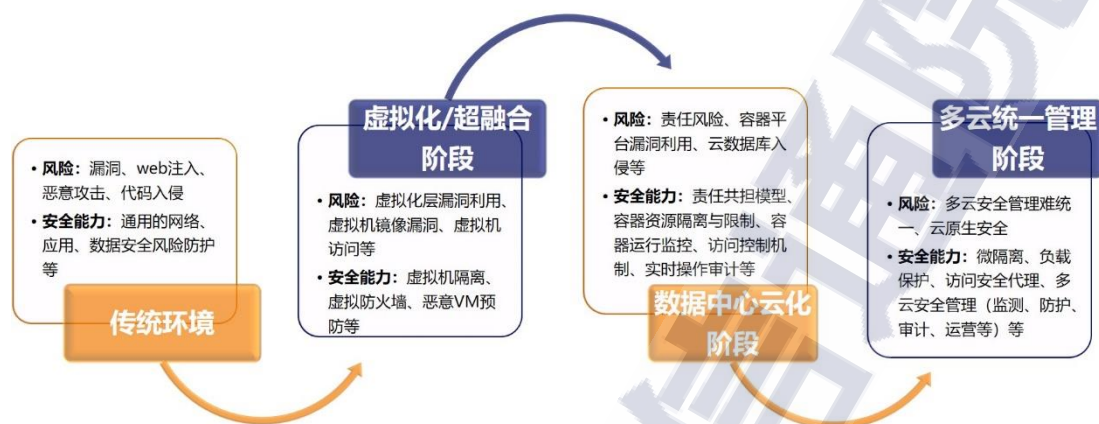 传统环境
• 风险：漏洞、web注入、
恶意攻击、代码入侵
• 安全能力：通用的网络、
应用、数据安全风险防护
等
虚拟化/超融合
阶段
• 风险：虚拟化层漏洞利用、
虚拟机镜像漏洞、虚拟机
访问等
• 安全能力：虚拟机隔离、
虚拟防火墙、恶意VM预
防等
• 风险：责任风险、容器平
台漏洞利用、云数据库入
侵等
• 安全能力：责任共担模型、
容器资源隔离与限制、容
器运行监控、访问控制机
制、实时操作审计等
数据中心云化
阶段
多云统一管理
阶段
• 风险：多云安全管理难统
一、云原生安全
• 安全能力：微隔离、负载
保护、访问安全代理、多
云安全管理（监测、防护、
审计、运营等）等